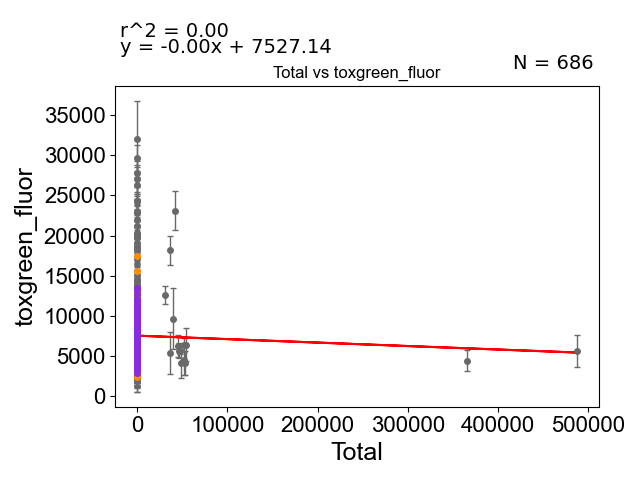 r^2 = 0.00
y = -0.00x + 7527.14
N = 686
Total vs toxgreen_fluor
35000
30000
25000
20000
15000
10000
5000
0
toxgreen_fluor
0 100000 200000 300000 400000 500000
Total